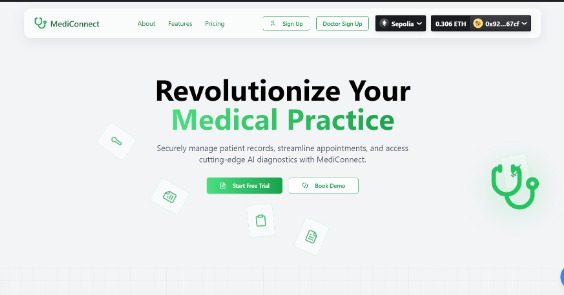 MediConnect About Features Pricing Sign Up Doctor Sign Up Sepolia 0.306 ETH 0x92...67cf
Revolutionize Your
Medical Practice
Securely manage patient records, streamline appointments, and access
cutting-edge AI diagnostics with MediConnect.
Start Free Trial Book Demo